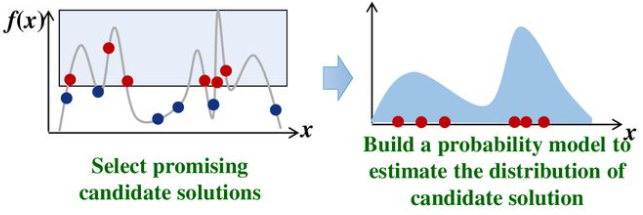 f(x)
x
Select promising
candidate solutions
x
Build a probability model to
estimate the distribution of
candidate solution